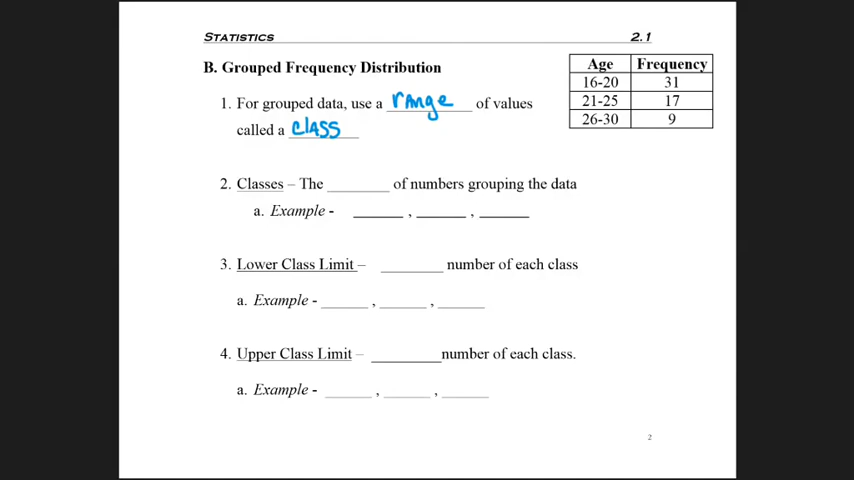 STATISTICS 2.1
B. Grouped Frequency Distribution
Age Frequency
16-20 31
21-25 17
26-30 9
1. For grouped data, use a range of values
called a class
2. Classes – The ________ of numbers grouping the data
a. Example - ______ , ______ , ______
3. Lower Class Limit – ________ number of each class
a. Example - ______ , ______ , ______
4. Upper Class Limit – _________number of each class.
a. Example - ______ , ______ , ______
2